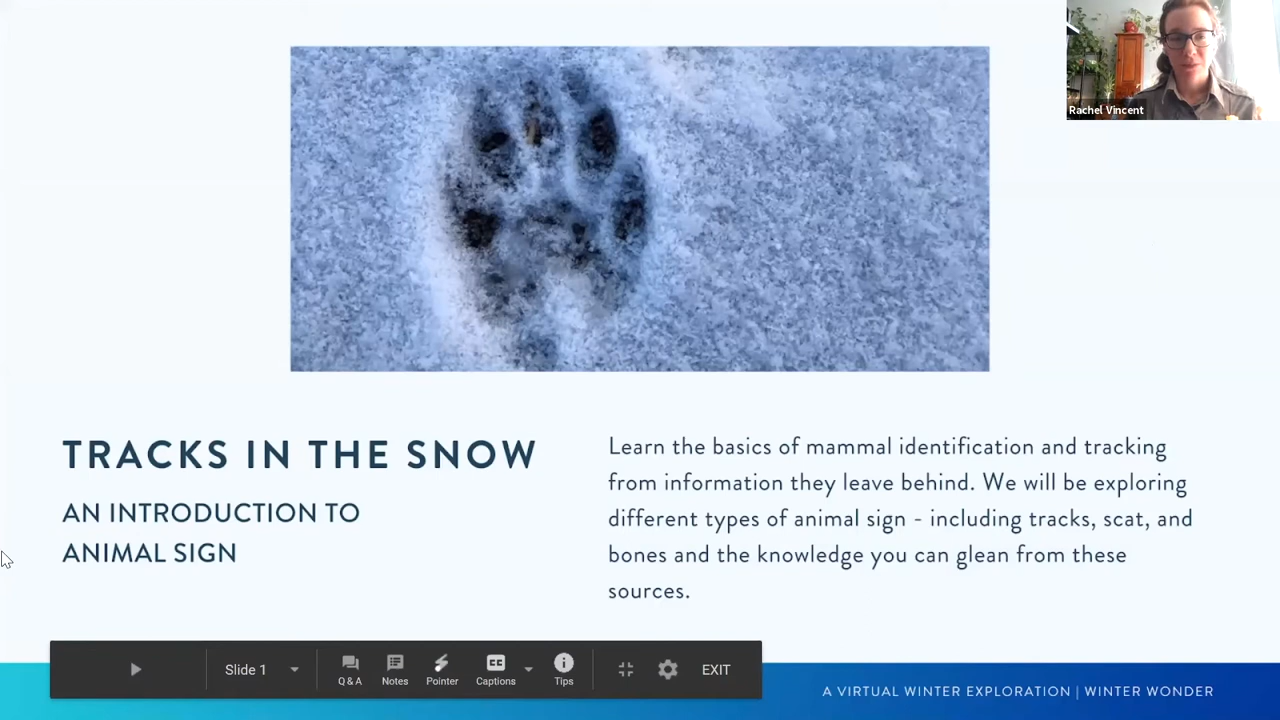 Rachel Vincent
TRACKS IN THE SNOW
AN INTRODUCTION TO
ANIMAL SIGN
Learn the basics of mammal identification and tracking
from information they leave behind. We will be exploring
different types of animal sign - including tracks, scat, and
bones and the knowledge you can glean from these
sources.
Slide 1
Q & A
Notes
Pointer
CC
Captions
Tips
EXIT
A VIRTUAL WINTER EXPLORATION | WINTER WONDER